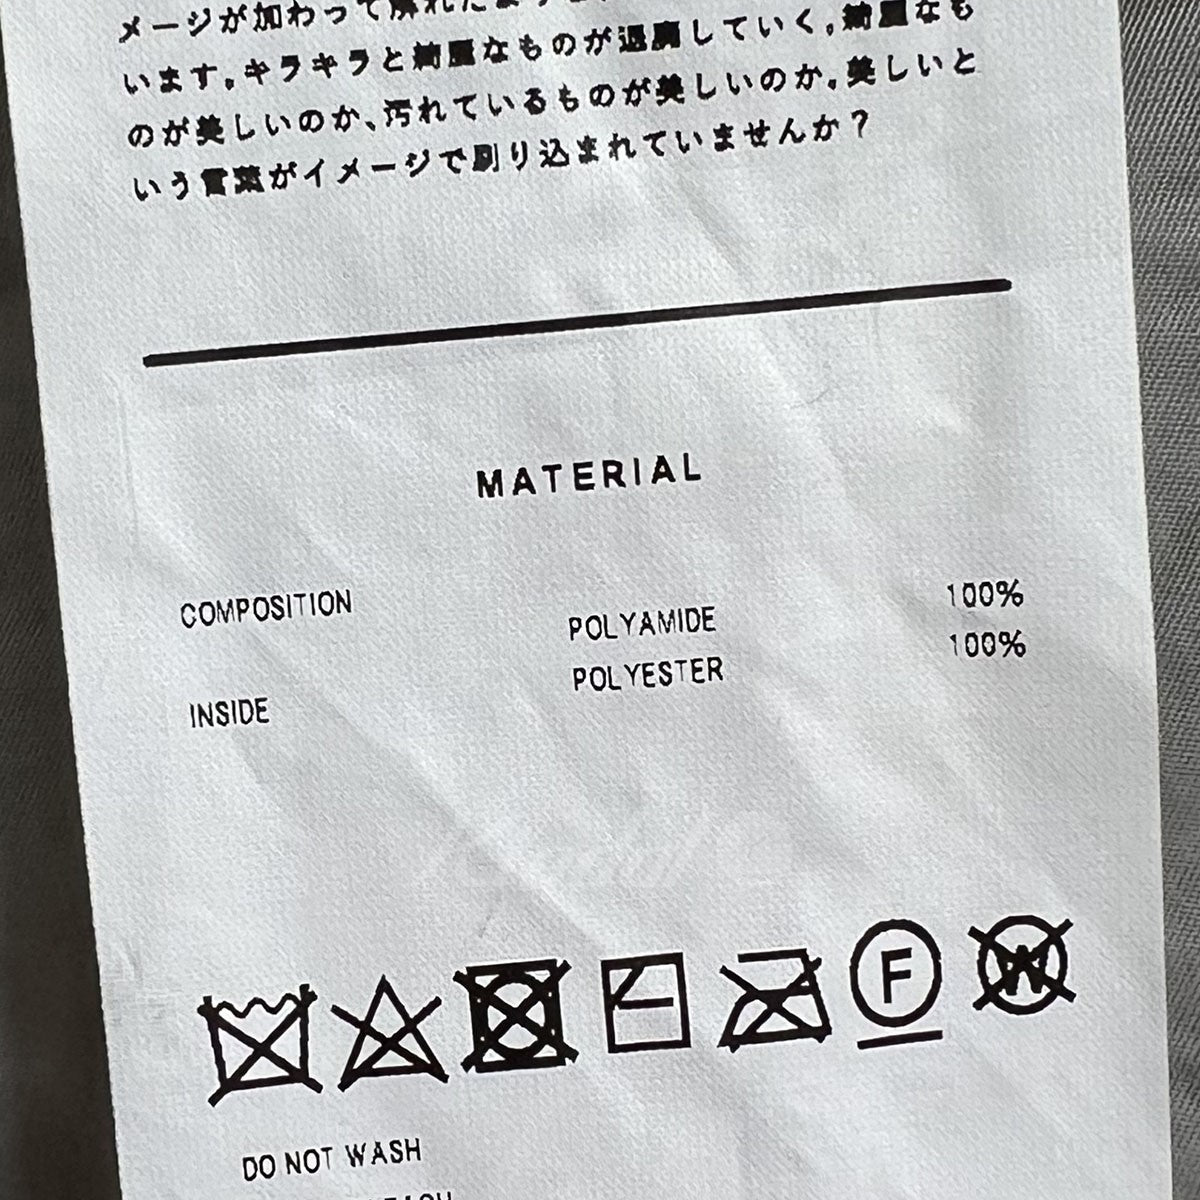 メージが加わって
います。キラキラと綺麗なものが退廃していく。綺麗なも
のが美しいのか、汚れているものが美しいのか。美しいと
いう言葉がイメージで刷り込まれていませんか？
MATERIAL
COMPOSITION
POLYAMIDE 100%
POLYESTER 100%
INSIDE
F
W
DO NOT WASH